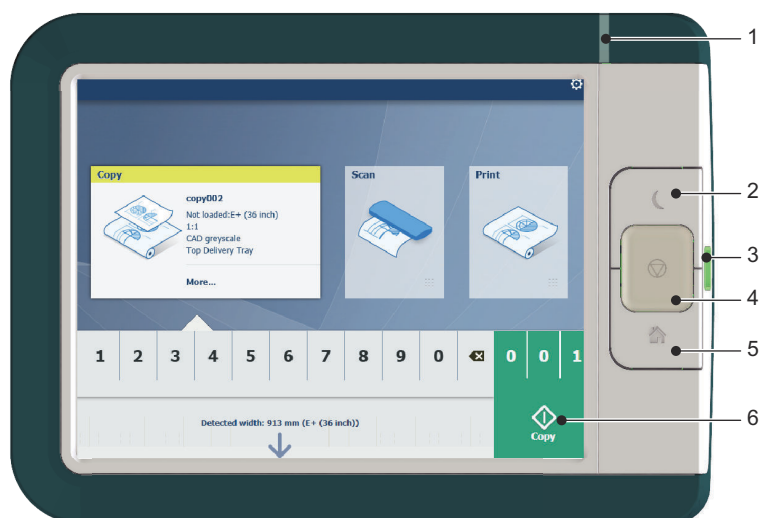 1
Copy
copy002
Not loaded:E+ (36 inch)
1:1
CAD greyscale
Top Delivery Tray
More...
Scan
Print
2
3
4
5
6
1 2 3 4 5 6 7 8 9 0 0 0 1
Detected width: 913 mm (E+ (36 inch))
Copy